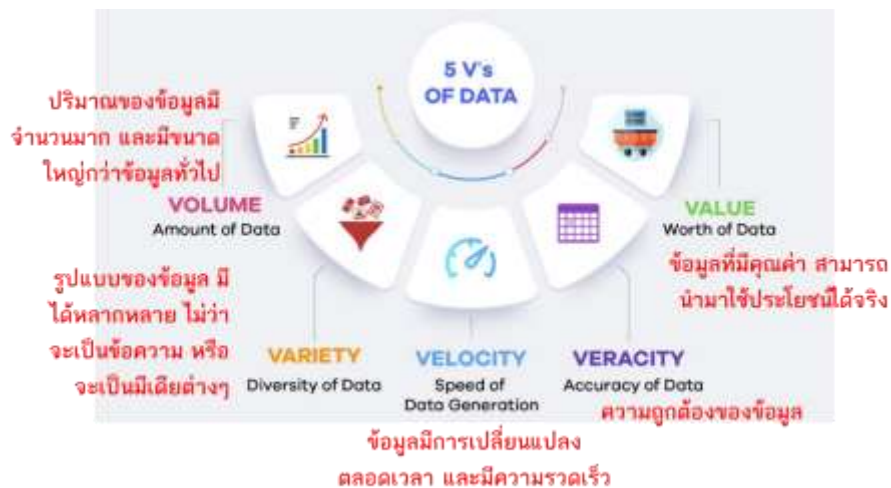 5 V's
OF DATA
ปริมาณของข้อมูลมี
จำนวนมาก และมีขนาด
ใหญ่กว่าข้อมูลทั่วไป
VOLUME
Amount of Data
รูปแบบของข้อมูล มี
ได้หลากหลาย ไม่ว่า
จะเป็นข้อความ หรือ
จะเป็นมีเดียต่างๆ
VARIETY
Diversity of Data
VELOCITY
Speed of
Data Generation
ข้อมูลมีการเปลี่ยนแปลง
ตลอดเวลา และมีความรวดเร็ว
VERACITY
Accuracy of Data
ความถูกต้องของข้อมูล
VALUE
Worth of Data
ข้อมูลที่มีคุณค่า สามารถ
นำมาใช้ประโยชน์ได้จริง